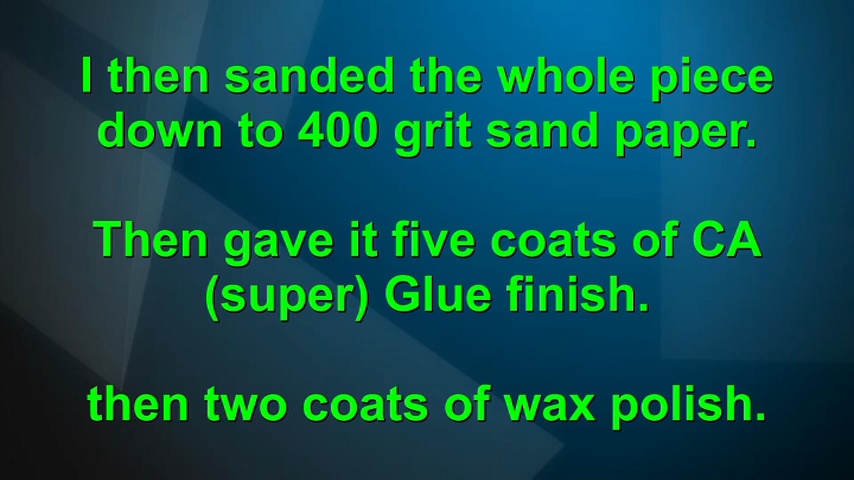 I then sanded the whole piece
down to 400 grit sand paper.
Then gave it five coats of CA
(super) Glue finish.
then two coats of wax polish.